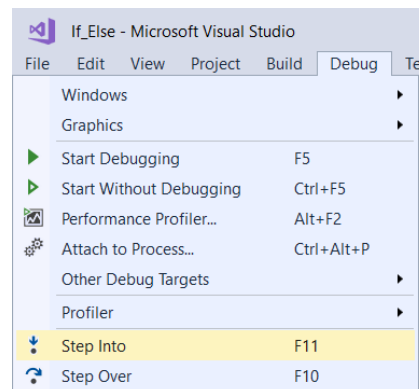 If_Else - Microsoft Visual Studio
File Edit View Project Build Debug Te
Windows
Graphics
Start Debugging F5
Start Without Debugging Ctrl+F5
Performance Profiler... Alt+F2
Attach to Process... Ctrl+Alt+P
Other Debug Targets
Profiler
Step Into F11
Step Over F10